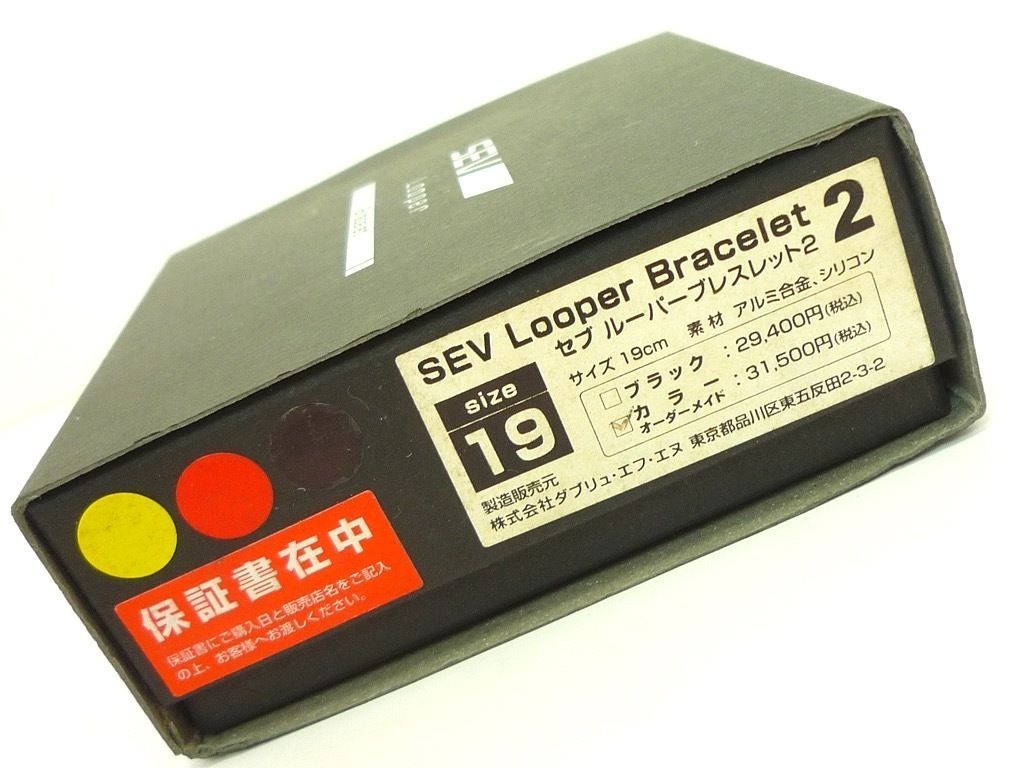 SEV
Looper
SEV Looper Bracelet 2
セブ ルーパーブレスレット2
size
19
サイズ 19cm 素材 アルミ合金、シリコン
ブラック : 29,400円(税込)
カラー : 31,500円(税込)
オーダーメイド
製造販売元
株式会社ダブリュ・エフ・エヌ 東京都品川区東五反田2-3-2
保証書在中
保証書にご購入日と販売店名をご記入
の上、お客様へお渡しください。